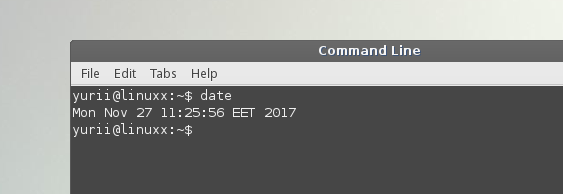 Command Line
File Edit Tabs Help
yurii@linuxx:~$ date
Mon Nov 27 11:25:56 EET 2017
yurii@linuxx:~$